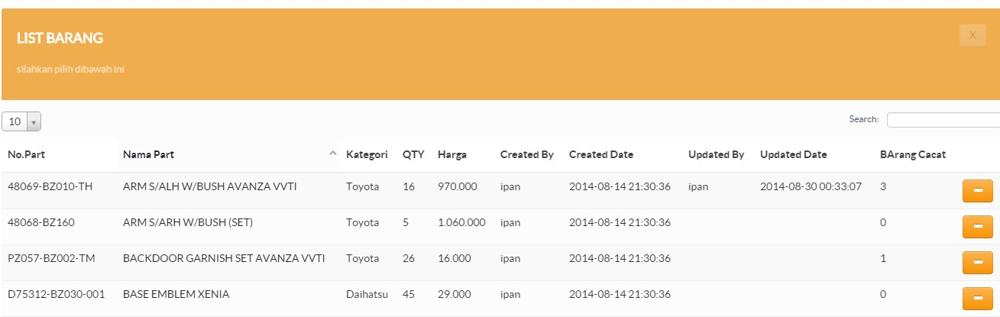 LIST BARANG
X
silahkan pilih dibawah ini
10
Search:
No.Part Nama Part Kategori QTY Harga Created By Created Date Updated By Updated Date BArang Cacat
48069-BZ010-TH ARM S/ALH W/BUSH AVANZA VVTI Toyota 16 970.000 ipan 2014-08-14 21:30:36 ipan 2014-08-30 00:33:07 3
48068-BZ160 ARM S/ARH W/BUSH (SET) Toyota 5 1.060.000 ipan 2014-08-14 21:30:36 0
PZ057-BZ002-TM BACKDOOR GARNISH SET AVANZA VVTI Toyota 26 16.000 ipan 2014-08-14 21:30:36 1
D75312-BZ030-001 BASE EMBLEM XENIA Daihatsu 45 29.000 ipan 2014-08-14 21:30:36 0